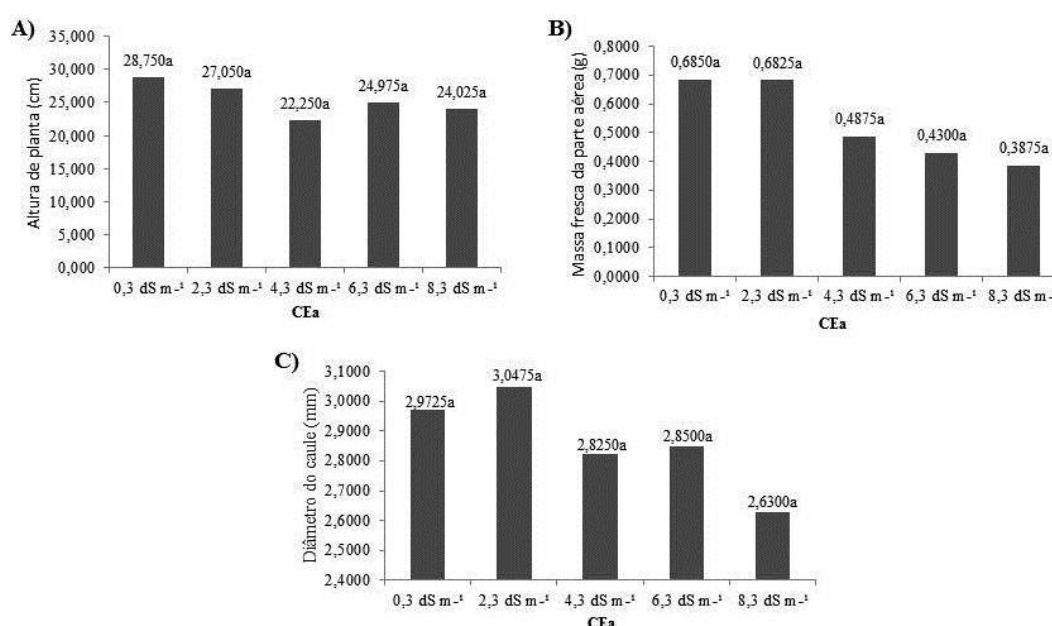 A)
Altura de planta (cm)
35,000
30,000
25,000
20,000
15,000
10,000
5,000
0,000
28,750a
27,050a
22,250a
24,975a
24,025a
0,3 dS m⁻¹ 2,3 dS m⁻¹ 4,3 dS m⁻¹ 6,3 dS m⁻¹ 8,3 dS m⁻¹
CEa
B)
Massa fresca da parte aérea (g)
0,8000
0,7000
0,6000
0,5000
0,4000
0,3000
0,2000
0,1000
0,0000
0,6850a
0,6825a
0,4875a
0,4300a
0,3875a
0,3 dS m⁻¹ 2,3 dS m⁻¹ 4,3 dS m⁻¹ 6,3 dS m⁻¹ 8,3 dS m⁻
CEa
C)
Diâmetro do caule (mm)
3,1000
3,0000
2,9000
2,8000
2,7000
2,6000
2,5000
2,4000
2,9725a
3,0475a
2,8250a
2,8500a
2,6300a
0,3 dS m⁻¹ 2,3 dS m⁻¹ 4,3 dS m⁻¹ 6,3 dS m⁻¹ 8,3 dS m⁻¹
CEa